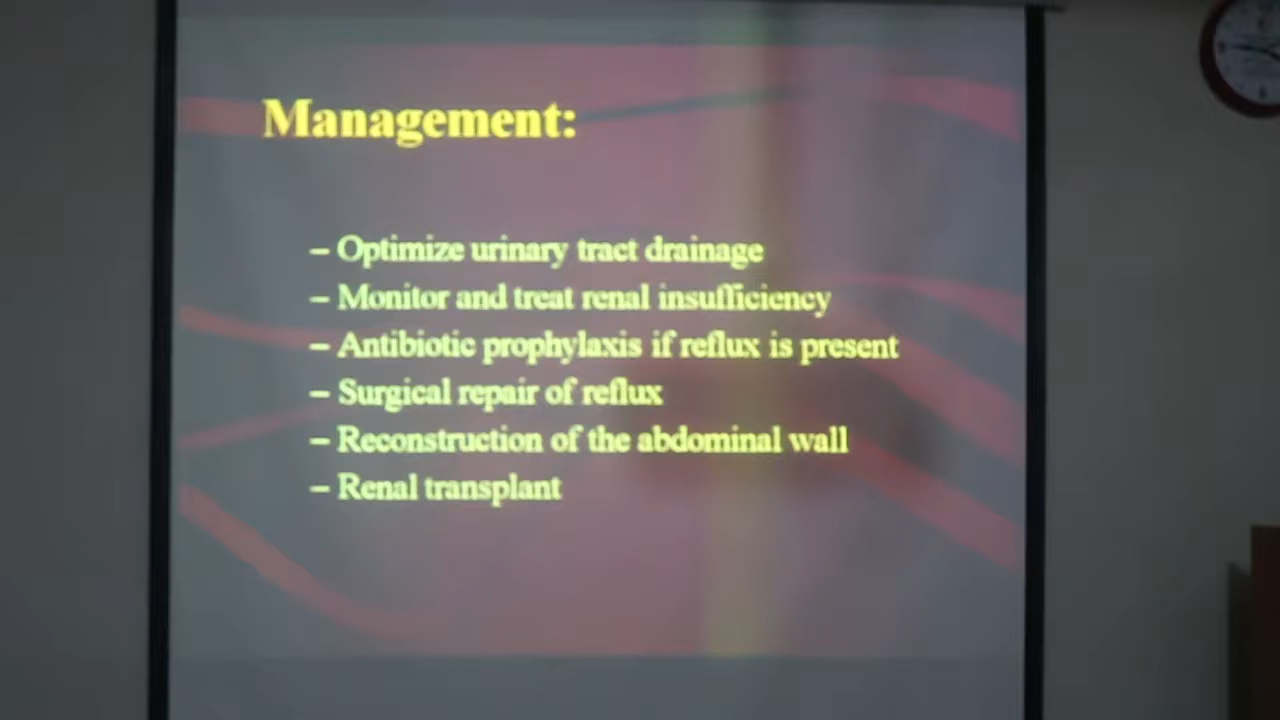 Management:
– Optimize urinary tract drainage
– Monitor and treat renal insufficiency
– Antibiotic prophylaxis if reflux is present
– Surgical repair of reflux
– Reconstruction of the abdominal wall
– Renal transplant